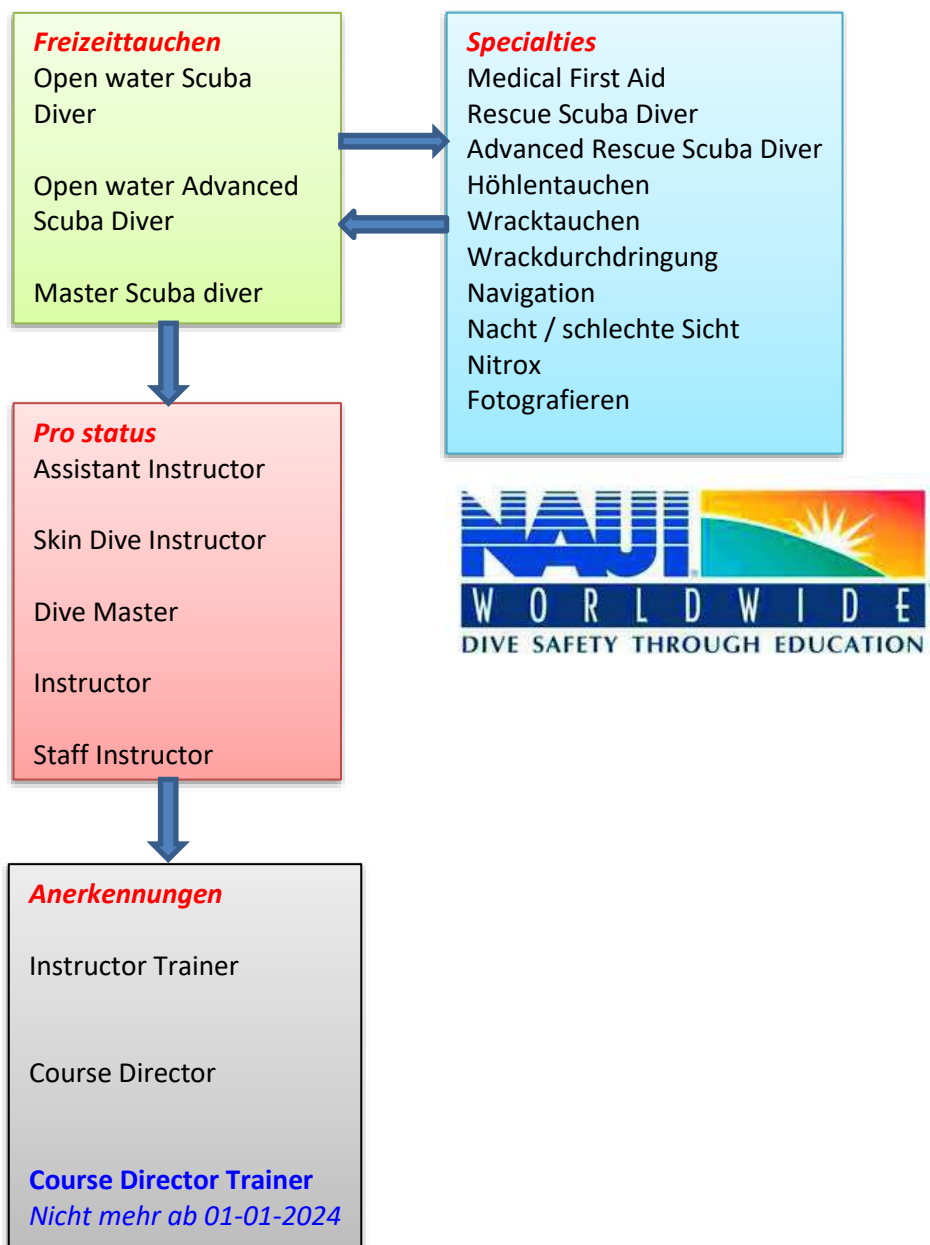 Freizeittauchen
Open water Scuba
Diver
Open water Advanced
Scuba Diver
Master Scuba diver
Specialties
Medical First Aid
Rescue Scuba Diver
Advanced Rescue Scuba Diver
Höhlentauchen
Wracktauchen
Wrackdurchdringung
Navigation
Nacht / schlechte Sicht
Nitrox
Fotografieren
Pro status
Assistant Instructor
Skin Dive Instructor
Dive Master
Instructor
Staff Instructor
NAUI®
WORLDWIDE
DIVE SAFETY THROUGH EDUCATION
Anerkennungen
Instructor Trainer
Course Director
Course Director Trainer
Nicht mehr ab 01-01-2024